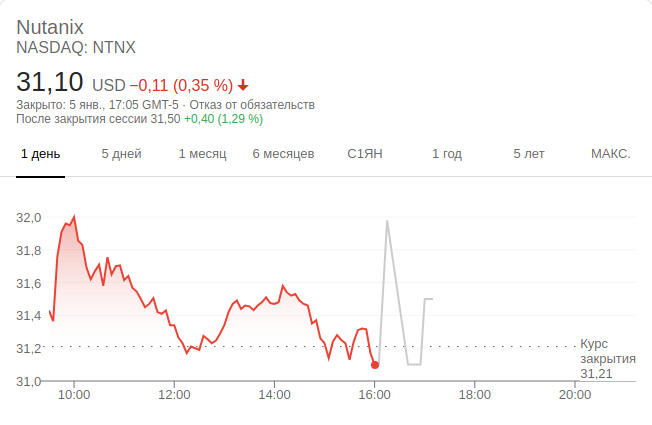 Nutanix
NASDAQ: NTNX
31,10 USD −0,11 (0,35 %)
Закрыто: 5 янв., 17:05 GMT-5 · Отказ от обязательств
После закрытия сессии 31,50 +0,40 (1,29 %)
1 день 5 дней 1 месяц 6 месяцев С1ЯН 1 год 5 лет МАКС.
32,0
31,8
31,6
31,4
31,2
31,0
Курс
закрытия
31,21
10:00 12:00 14:00 16:00 18:00 20:00